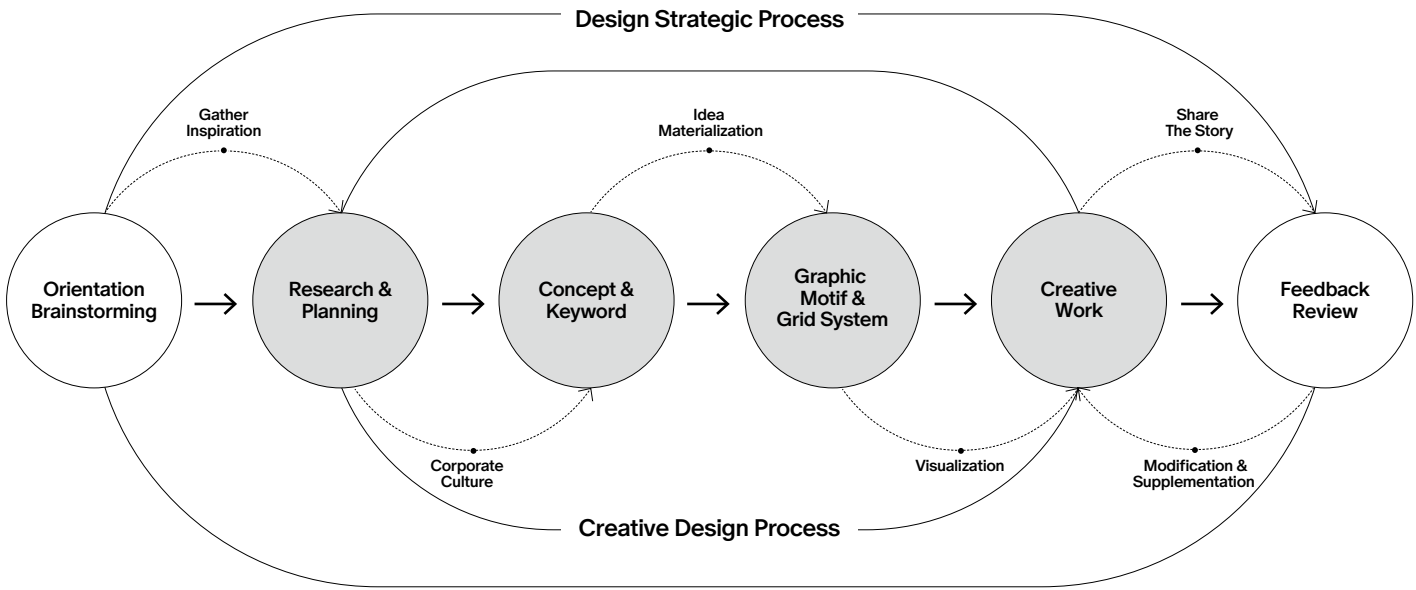 Design Strategic Process
Gather
Inspiration
Idea
Materialization
Share
The Story
Orientation
Brainstorming
Research &
Planning
Concept &
Keyword
Graphic
Motif &
Grid System
Creative
Work
Feedback
Review
Corporate
Culture
Visualization
Modification &
Supplementation
Creative Design Process